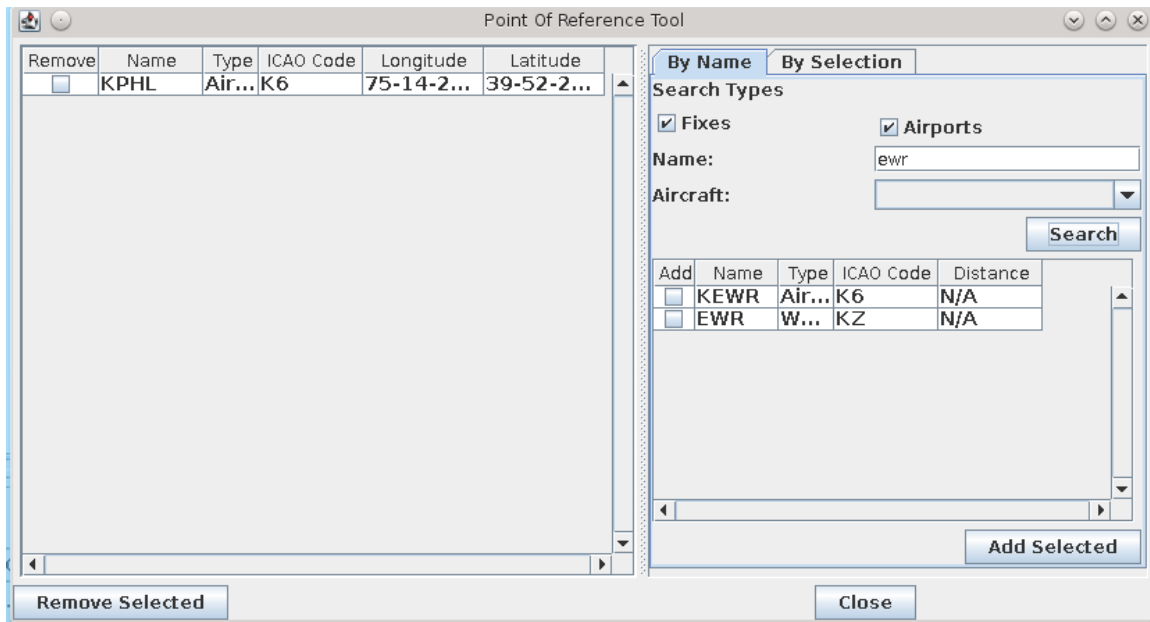 Point Of Reference Tool
Remove Name Type ICAO Code Longitude Latitude
KPHL Air... K6 75-14-2... 39-52-2...
By Name By Selection
Search Types
Fixes Airports
Name: ewr
Aircraft:
Search
Add Name Type ICAO Code Distance
KEWR Air... K6 N/A
EWR W... KZ N/A
Add Selected
Remove Selected Close